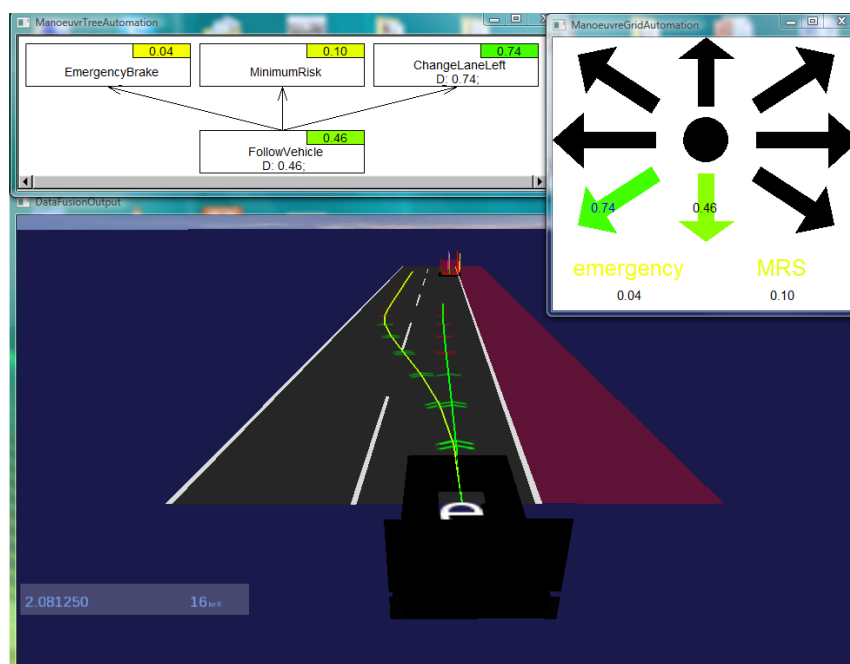 ManoeuvrTreeAutomation
0.04
EmergencyBrake
0.10
MinimumRisk
0.74
ChangeLaneLeft
D: 0.74;
0.46
FollowVehicle
D: 0.46;
ManoeuvreGridAutomation
0.74
0.46
emergency
MRS
0.04
0.10
DataFusionOutput
e
2.081250
16 km/h